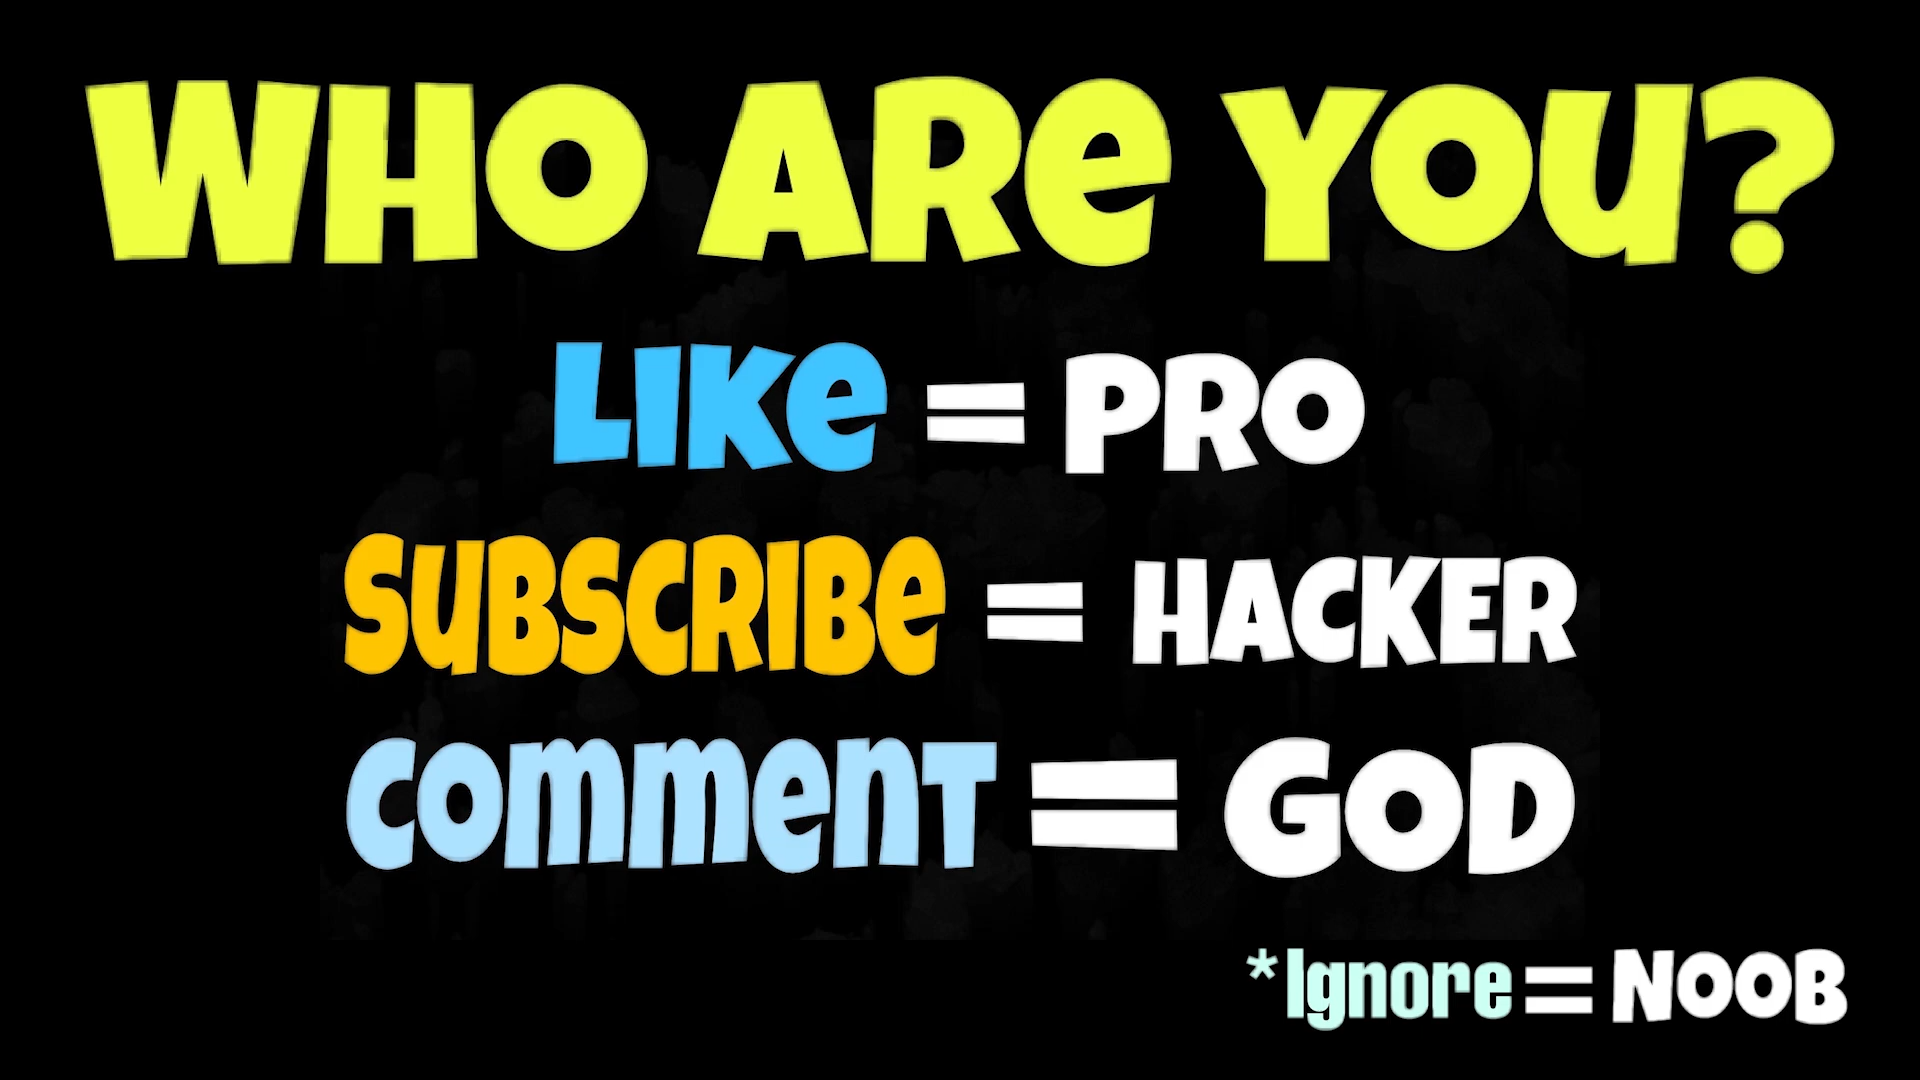 WHO ARe YOu?
LIKe = PRO
SuBSCRIBe = HACKER
commenT = GOD
*Ignore = NOOB